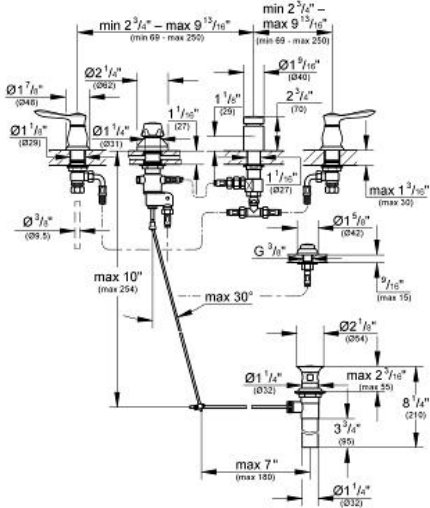 min 2 3/4" – max 9 13/16"
(min 69 - max 250)
min 2 3/4" –
max 9 13/16"
(min 69 - max 250)
Ø1 7/8"
(Ø48)
Ø2 1/4"
(Ø62)
Ø1 9/16"
(Ø40)
1 1/8"
(29)
2 3/4"
(70)
1 1/16"
(27)
Ø1 1/8"
(Ø29)
Ø1 1/4"
(Ø31)
1 1/16"
(Ø27)
max 1 3/16"
(max 30)
Ø 3/8"
(Ø9.5)
Ø1 5/8"
(Ø42)
G 3/8"
9/16"
(max 15)
max 10"
(max 254)
max 30°
Ø2 1/8"
(Ø54)
Ø1 1/4"
(Ø32)
max 2 3/16"
(max 55)
8 1/4"
(210)
3 3/4"
(95)
max 7"
(max 180)
Ø1 1/4"
(Ø32)